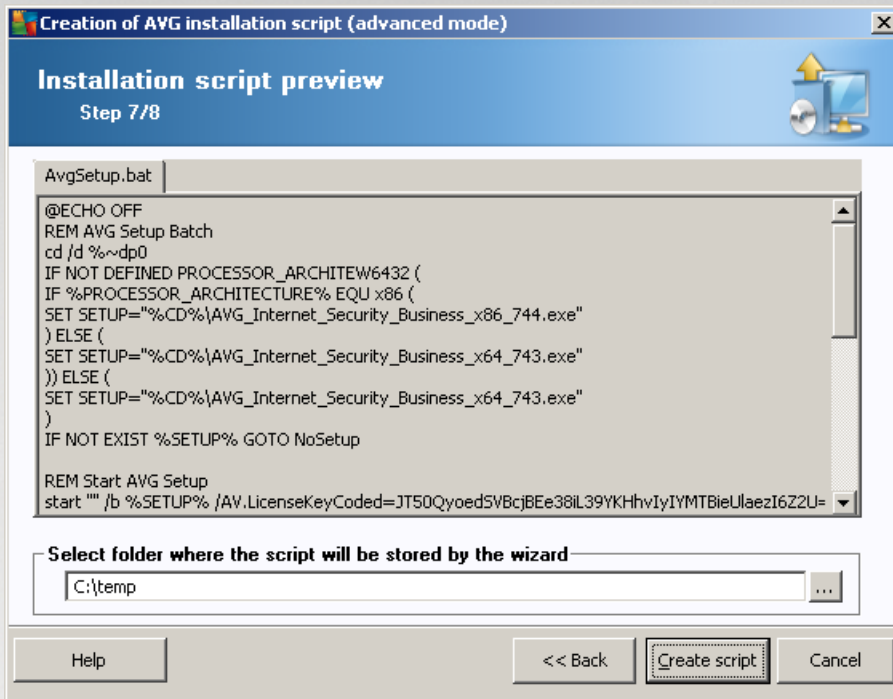 Creation of AVG installation script (advanced mode)
Installation script preview
Step 7/8
AvgSetup.bat
@ECHO OFF
REM AVG Setup Batch
cd /d %~dp0
IF NOT DEFINED PROCESSOR_ARCHITEW6432 (
IF %PROCESSOR_ARCHITECTURE% EQU x86 (
SET SETUP="%CD%\AVG_Internet_Security_Business_x86_744.exe"
) ELSE (
SET SETUP="%CD%\AVG_Internet_Security_Business_x64_743.exe"
)) ELSE (
SET SETUP="%CD%\AVG_Internet_Security_Business_x64_743.exe"
)
IF NOT EXIST %SETUP% GOTO NoSetup
REM Start AVG Setup
start "" /b %SETUP% /AV.LicenseKeyCoded=JT50QyoedSVBcjBEe38iL39YKHhvIyIYMTBieUlaezI6Z2U=
Select folder where the script will be stored by the wizard
C:\temp
...
Help
<< Back
Create script
Cancel